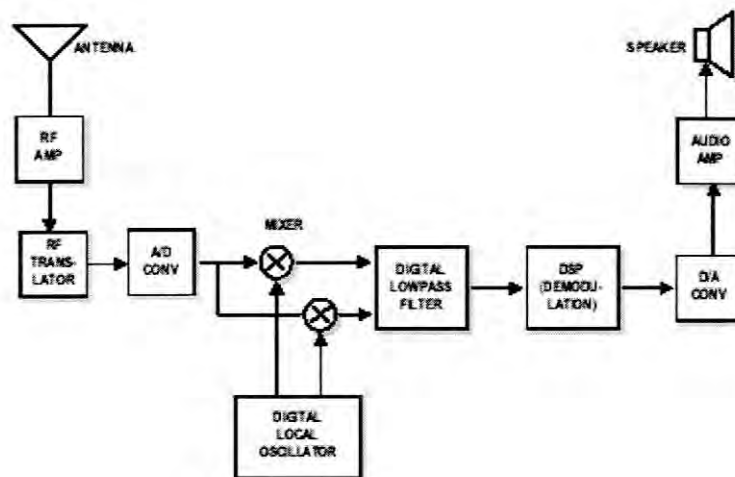 ANTENNA
SPEAKER
RF
AMP
AUDIO
AMP
MIXER
RF
TRANS-
LATOR
A/D
CONV
DIGITAL
LOWPASS
FILTER
DSP
(DEMODU-
LATION)
D/A
CONV
DIGITAL
LOCAL
OSCILLATOR